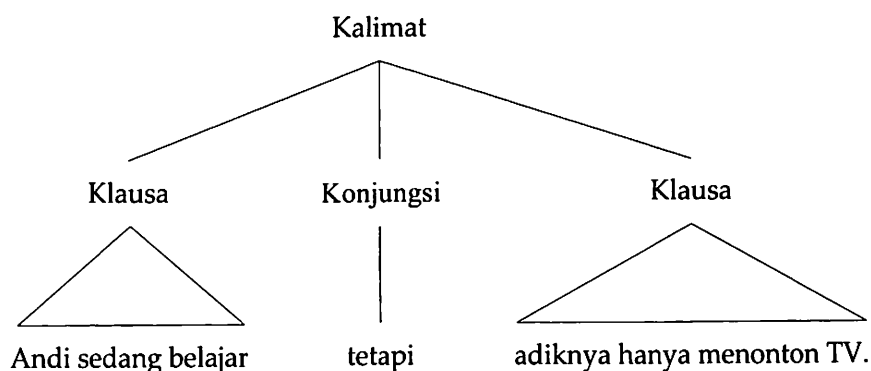 Kalimat
Klausa Konjungsi Klausa
Andi sedang belajar tetapi adiknya hanya menonton TV.